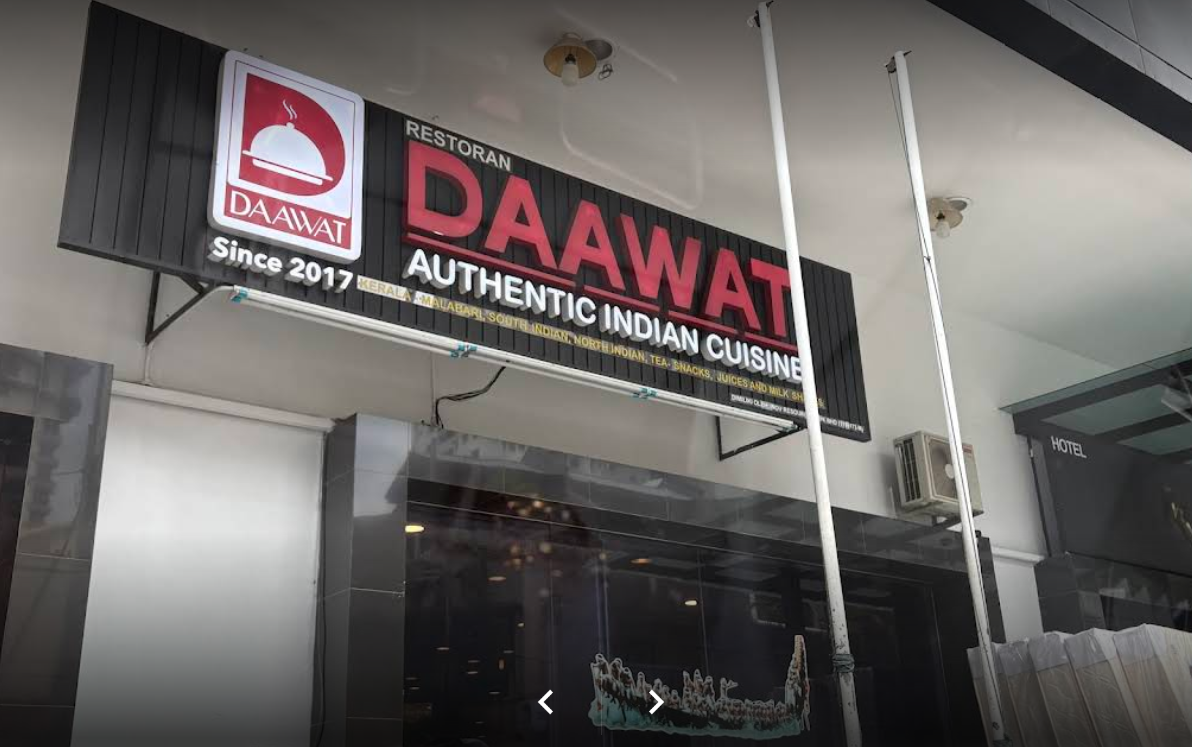 DAAWAT
Since 2017
RESTORAN
DAAWAT
AUTHENTIC INDIAN CUISINE
KERALA - MALABARI, SOUTH INDIAN, NORTH INDIAN, TEA, SNACKS, JUICES AND MILK
HOTEL